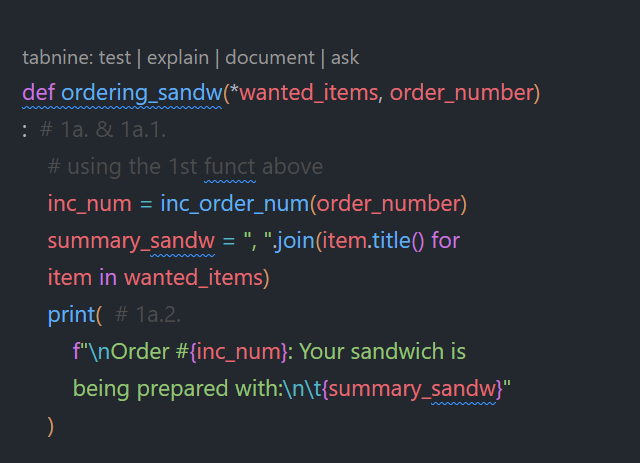 tabnine: test | explain | document | ask
def ordering_sandw(*wanted_items, order_number)
: # 1a. & 1a.1.
# using the 1st funct above
inc_num = inc_order_num(order_number)
summary_sandw = ", ".join(item.title() for
item in wanted_items)
print( # 1a.2.
f"\nOrder #{inc_num}: Your sandwich is
being prepared with:\n\t{summary_sandw}"
)